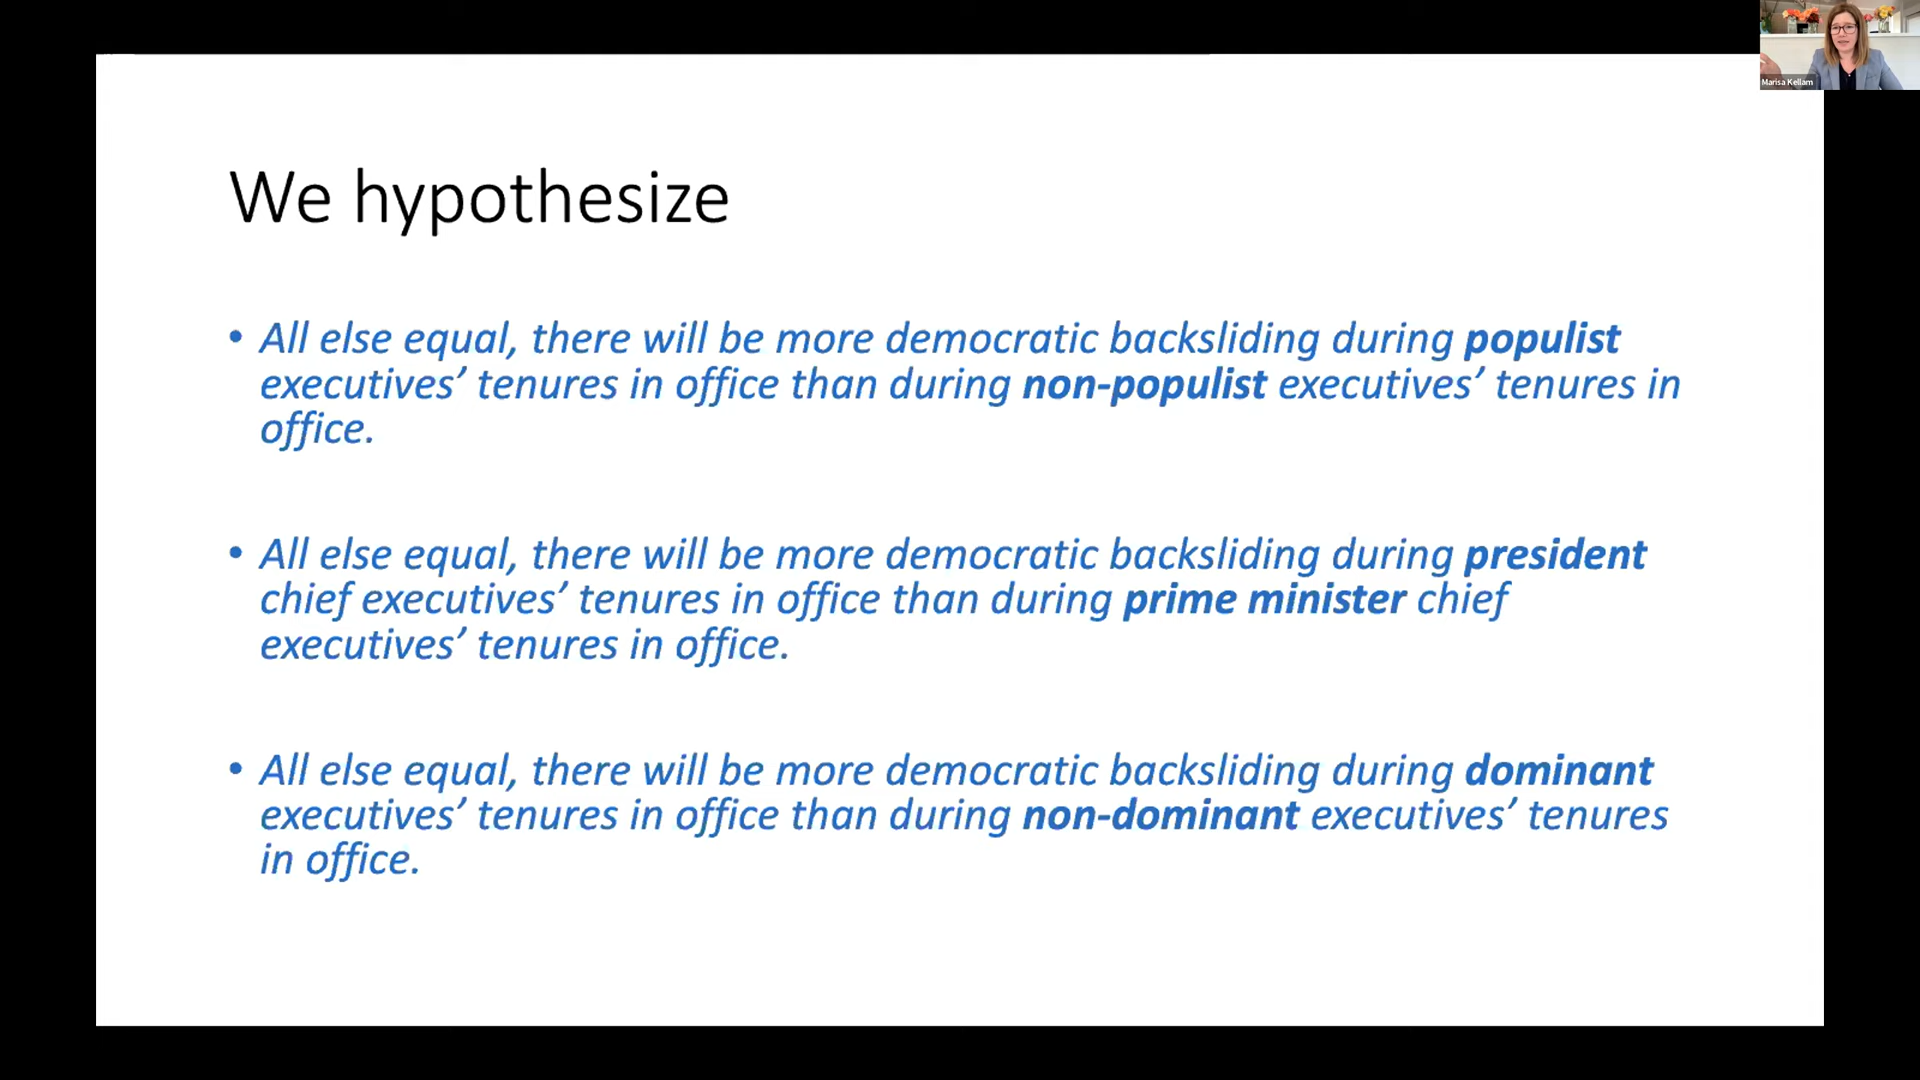 Marisa Kellam
We hypothesize
• All else equal, there will be more democratic backsliding during populist
executives’ tenures in office than during non-populist executives’ tenures in
office.
• All else equal, there will be more democratic backsliding during president
chief executives’ tenures in office than during prime minister chief
executives’ tenures in office.
• All else equal, there will be more democratic backsliding during dominant
executives’ tenures in office than during non-dominant executives’ tenures
in office.